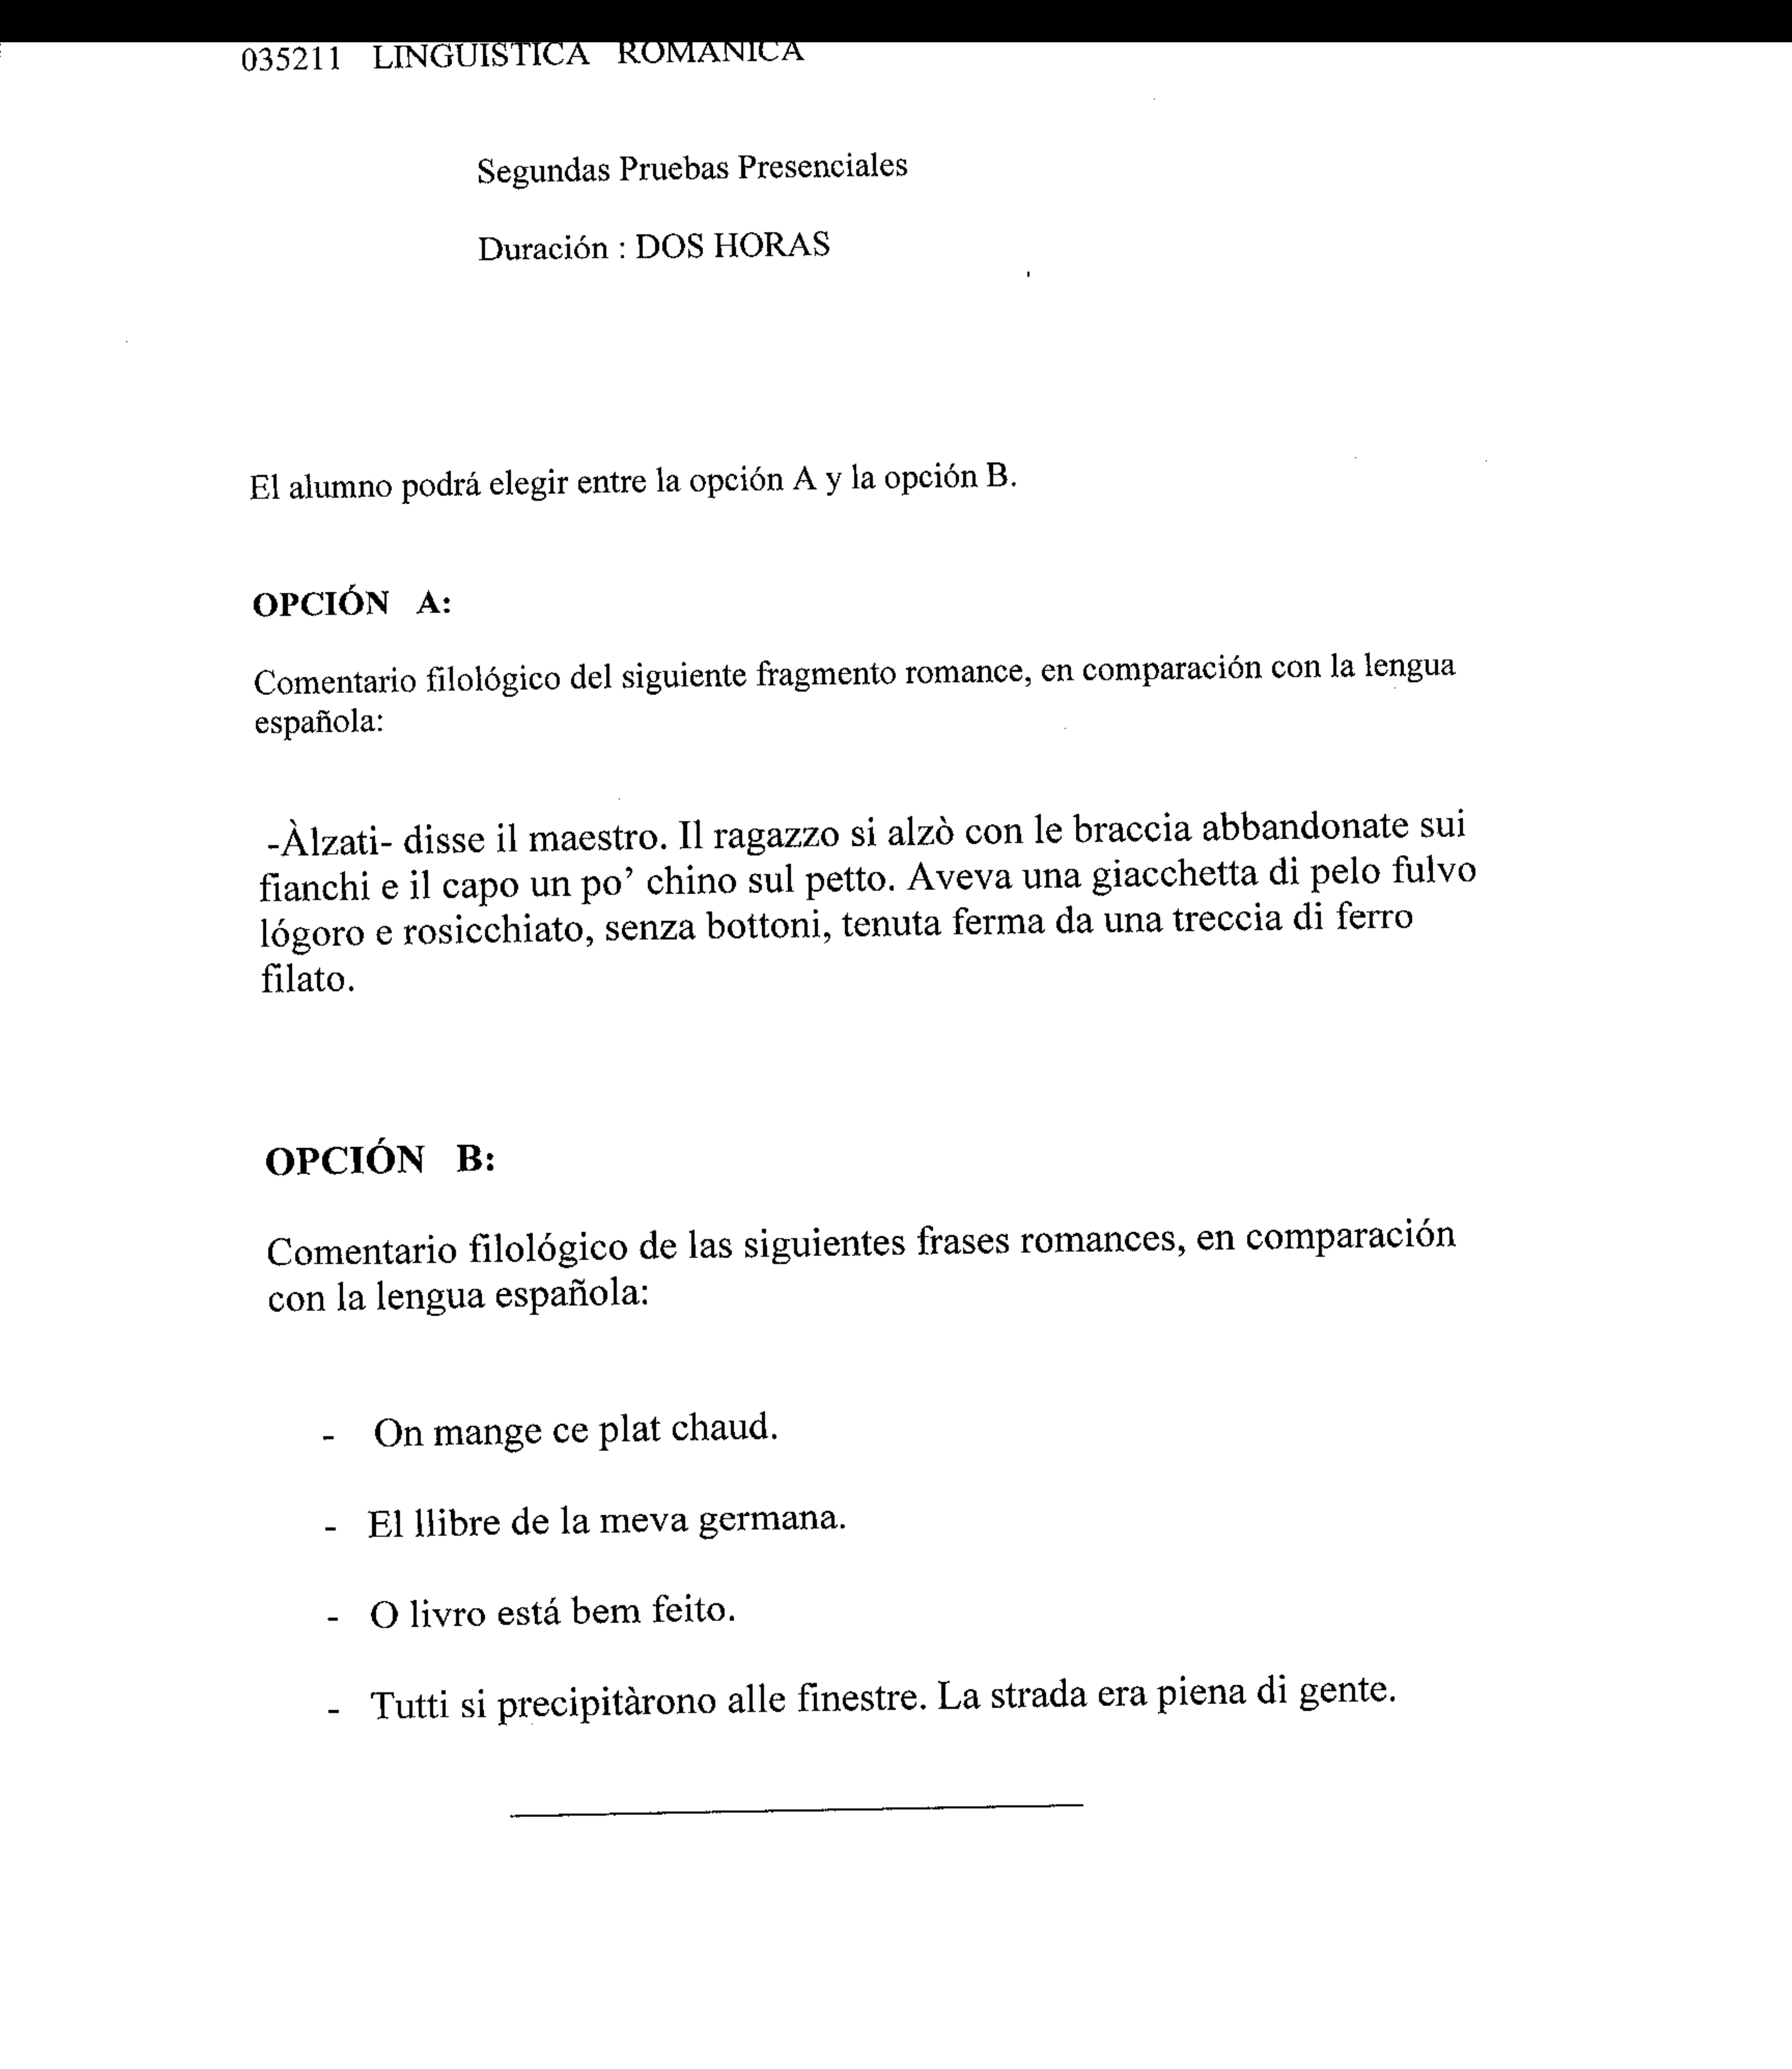 035211 LINGUISTICA ROMANICA
Segundas Pruebas Presenciales
Duración : DOS HORAS
El alumno podrá elegir entre la opción A y la opción B.
OPCIÓN A:
Comentario filológico del siguiente fragmento romance, en comparación con la lengua
española:
-Àlzati- disse il maestro. Il ragazzo si alzò con le braccia abbandonate sui
fianchi e il capo un po’ chino sul petto. Aveva una giacchetta di pelo fulvo
lógoro e rosicchiato, senza bottoni, tenuta ferma da una treccia di ferro
filato.
OPCIÓN B:
Comentario filológico de las siguientes frases romances, en comparación
con la lengua española:
- On mange ce plat chaud.
- El llibre de la meva germana.
- O livro está bem feito.
- Tutti si precipitàrono alle finestre. La strada era piena di gente.